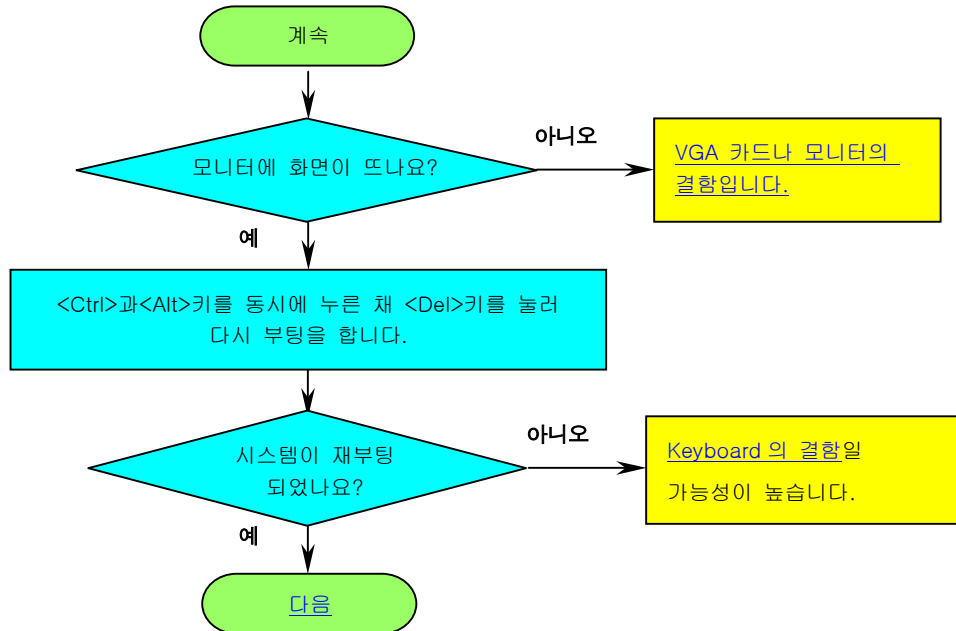 계속
모니터에 화면이 뜨나요?
아니오
VGA 카드나 모니터의
결함입니다.
예
<Ctrl>과<Alt>키를 동시에 누른 채 <Del>키를 눌러
다시 부팅을 합니다.
시스템이 재부팅
되었나요?
아니오
Keyboard 의 결함일
가능성이 높습니다.
예
다음